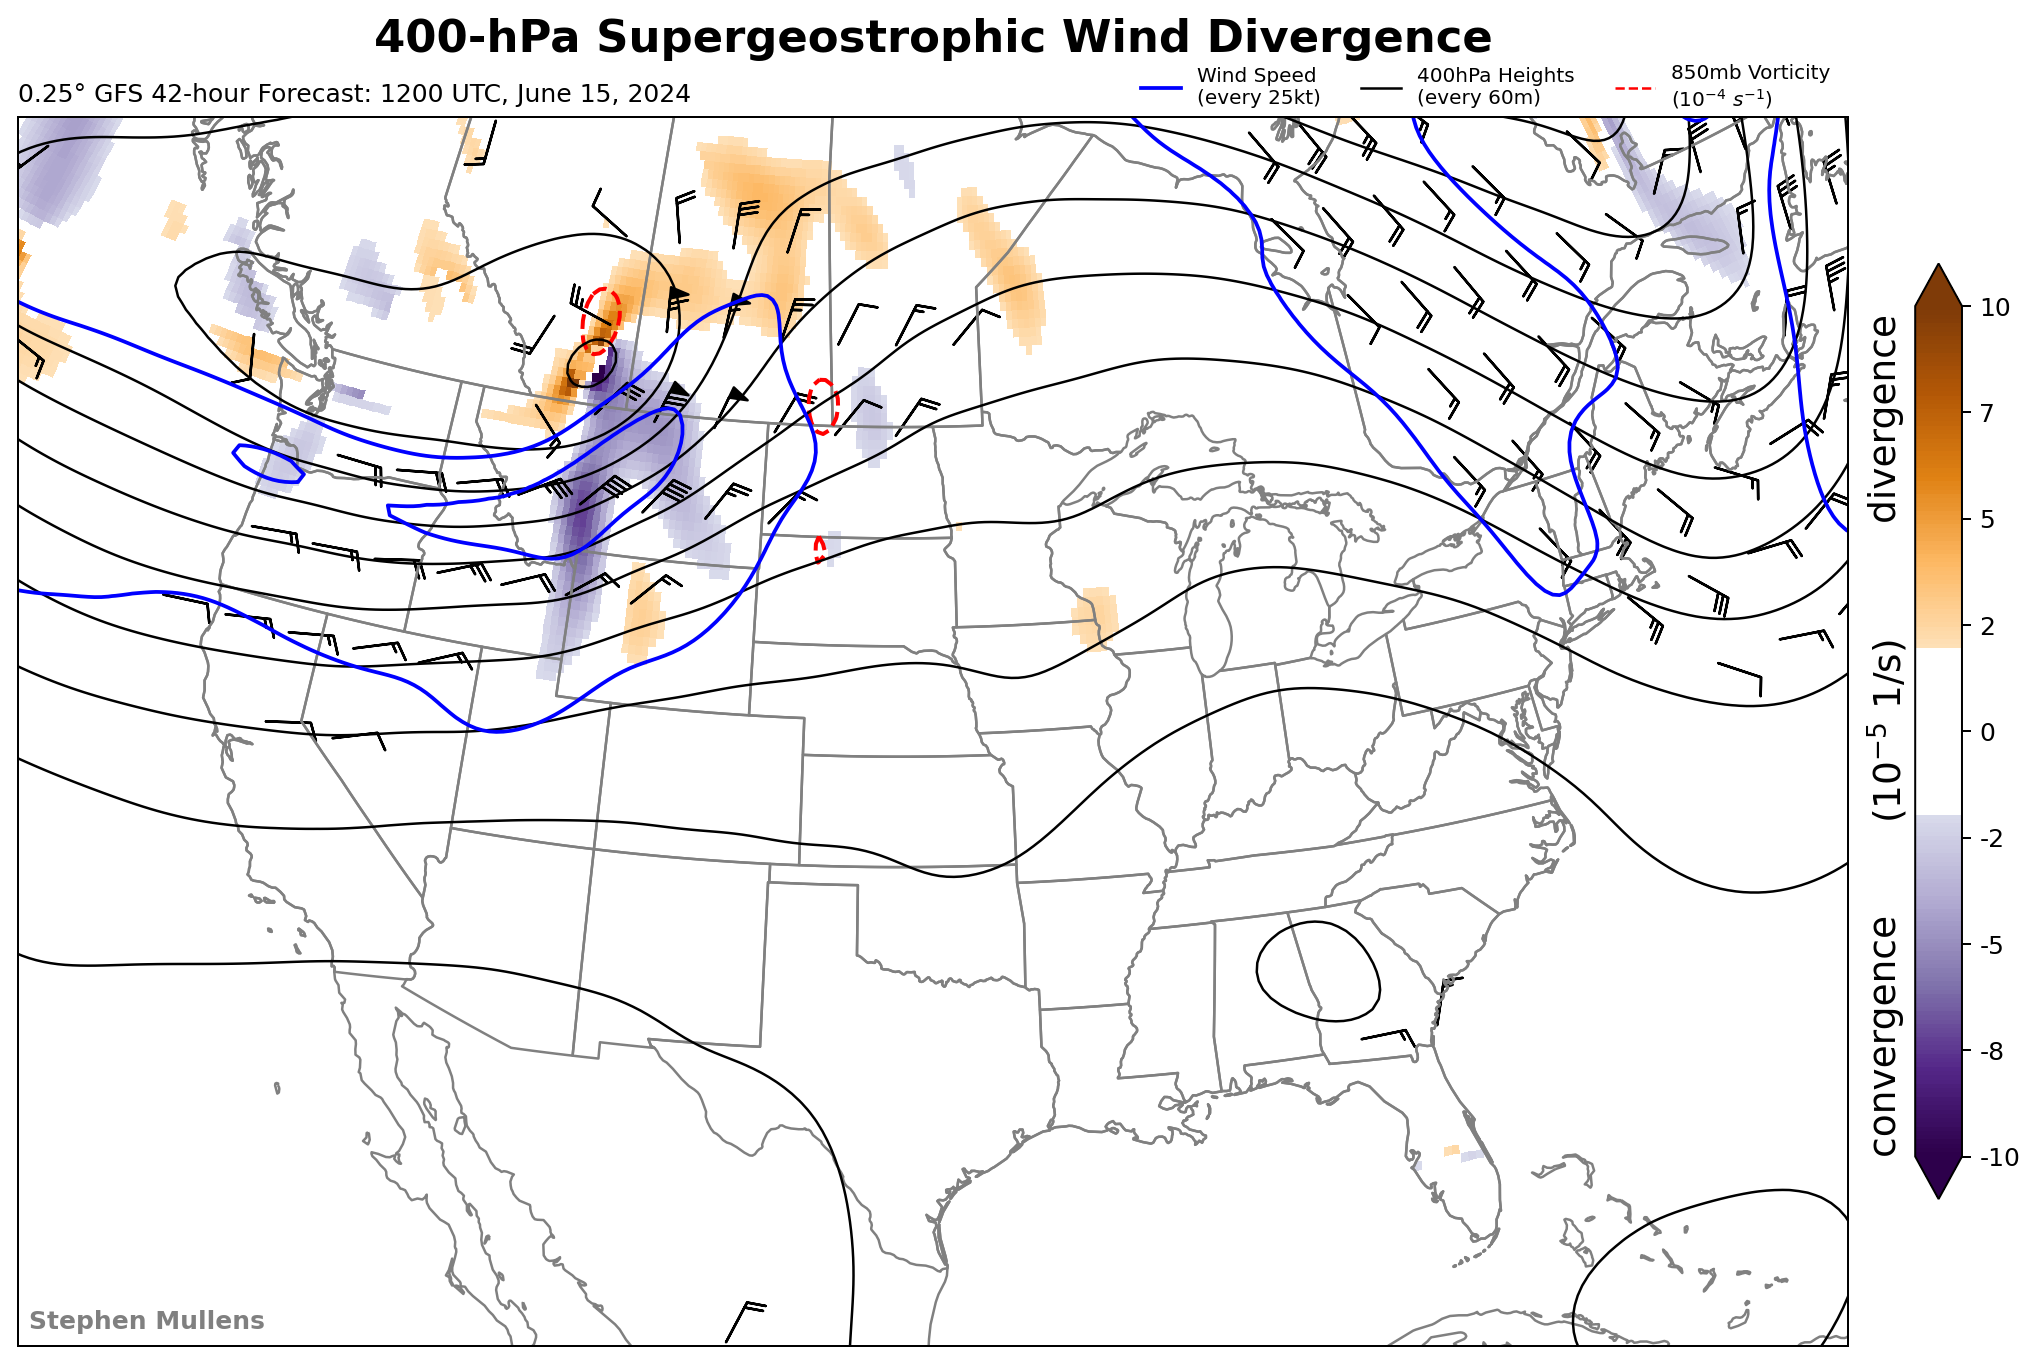 400-hPa Supergeostrophic Wind Divergence
0.25° GFS 42-hour Forecast: 1200 UTC, June 15, 2024
Wind Speed
(every 25kt)
400hPa Heights
(every 60m)
850mb Vorticity
(10⁻⁴ s⁻¹)
10
7
5
2
0
-2
-5
-8
-10
convergence (10⁻⁵ 1/s) divergence
Stephen Mullens